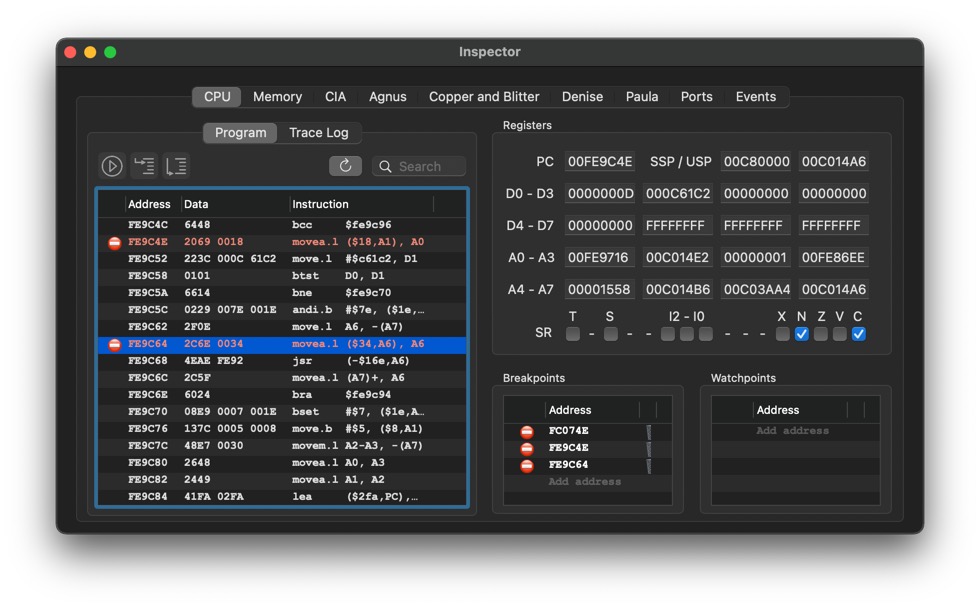 Inspector
CPU Memory CIA Agnus Copper and Blitter Denise Paula Ports Events
Program Trace Log
Search
Address Data Instruction
FE9C4C 6448 bcc $fe9c96
FE9C4E 2069 0018 movea.l ($18,A1), A0
FE9C52 223C 000C 61C2 move.l #$c61c2, D1
FE9C58 0101 btst D0, D1
FE9C5A 6614 bne $fe9c70
FE9C5C 0229 007E 001E andi.b #$7e, ($1e,…
FE9C62 2F0E move.l A6, -(A7)
FE9C64 2C6E 0034 movea.l ($34,A6), A6
FE9C68 4EAE FE92 jsr (-$16e,A6)
FE9C6C 2C5F movea.l (A7)+, A6
FE9C6E 6024 bra $fe9c94
FE9C70 08E9 0007 001E bset #$7, ($1e,A…
FE9C76 137C 0005 0008 move.b #$5, ($8,A1)
FE9C7C 48E7 0030 movem.l A2-A3, -(A7)
FE9C80 2648 movea.l A0, A3
FE9C82 2449 movea.l A1, A2
FE9C84 41FA 02FA lea ($2fa,PC),…
Registers
PC 00FE9C4E SSP / USP 00C80000 00C014A6
D0 - D3 0000000D 000C61C2 00000000 00000000
D4 - D7 00000000 FFFFFFFF FFFFFFFF FFFFFFFF
A0 - A3 00FE9716 00C014E2 00000001 00FE86EE
A4 - A7 00001558 00C014B6 00C03AA4 00C014A6
T S I2 - I0 X N Z V C
SR - - - - - -
Breakpoints
Address
FC074E
FE9C4E
FE9C64
Add address
Watchpoints
Address
Add address